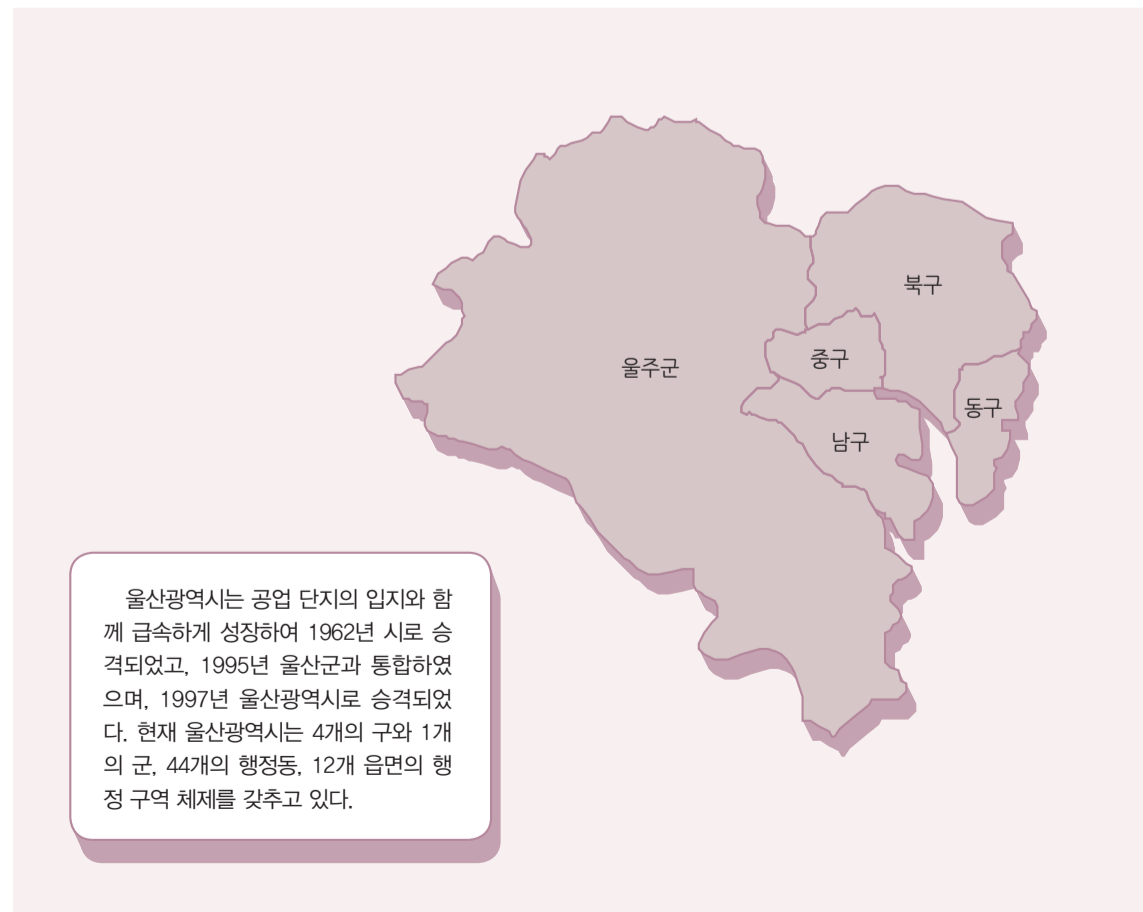 북구
중구
울주군
동구
남구
울산광역시는 공업 단지의 입지와 함
께 급속하게 성장하여 1962년 시로 승
격되었고, 1995년 울산군과 통합하였
으며, 1997년 울산광역시로 승격되었
다. 현재 울산광역시는 4개의 구와 1개
의 군, 44개의 행정동, 12개 읍면의 행
정 구역 체제를 갖추고 있다.